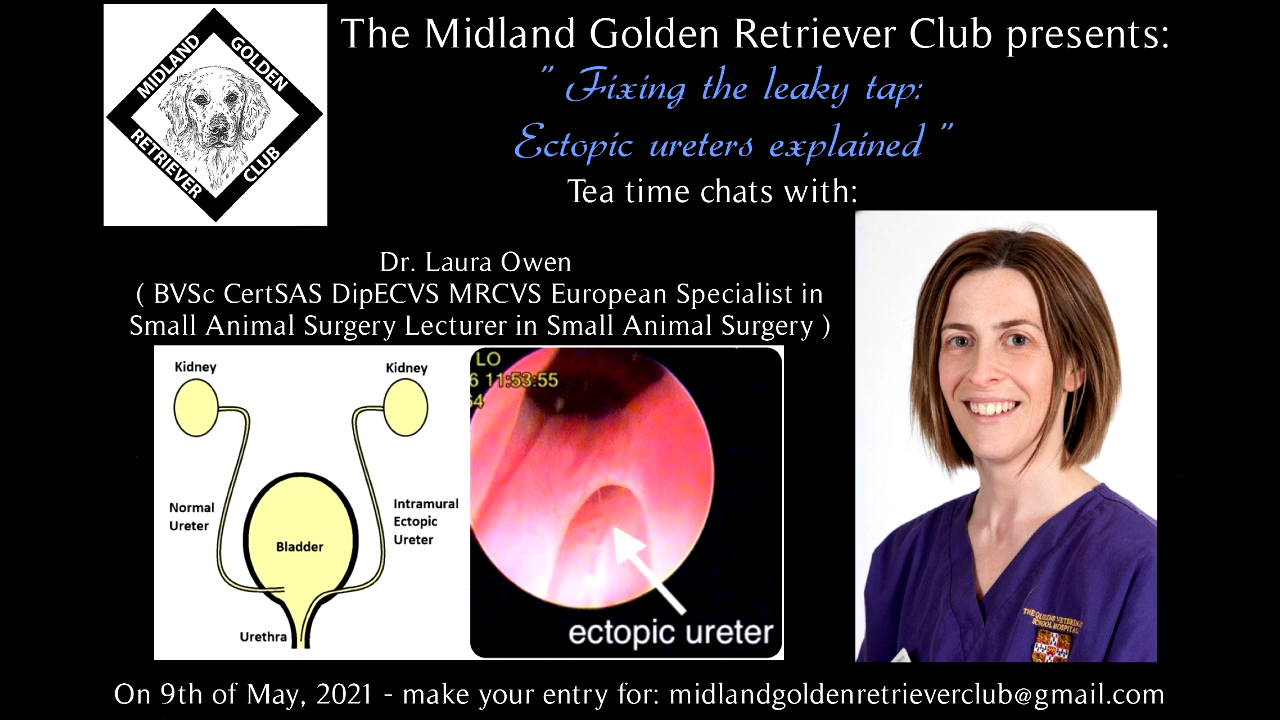 MIDLAND
GOLDEN
RETRIEVER
CLUB
The Midland Golden Retriever Club presents:
" Fixing the leaky tap:
Ectopic ureters explained "
Tea time chats with:
Dr. Laura Owen
( BVSc CertSAS DipECVS MRCVS European Specialist in
Small Animal Surgery Lecturer in Small Animal Surgery )
Kidney
Kidney
Normal
Ureter
Intramural
Ectopic
Ureter
Bladder
Urethra
LO
6 11:53:55
64
ectopic ureter
SCHOOL HOSPITAL
On 9th of May, 2021 - make your entry for: midlandgoldenretrieverclub@gmail.com